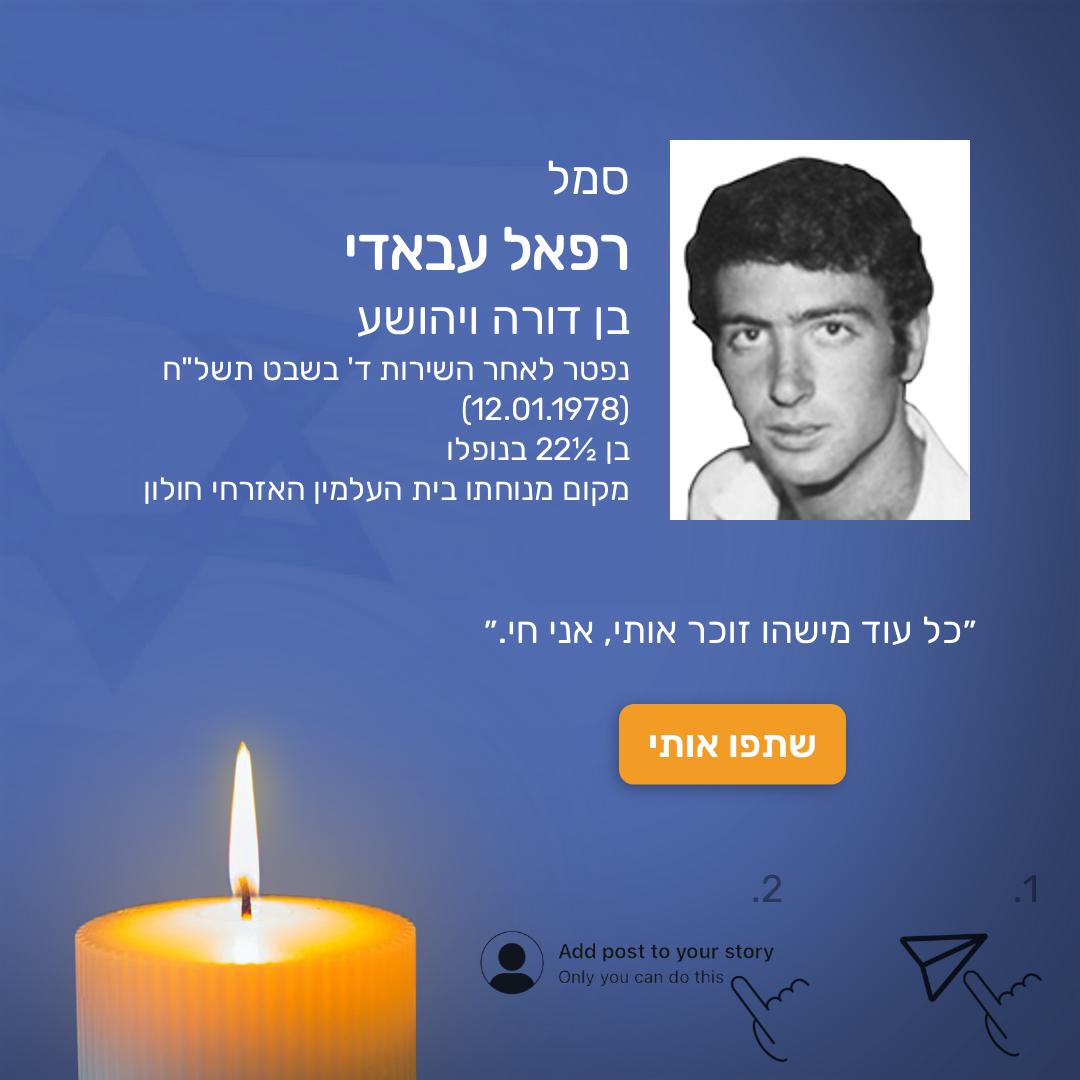 סמל
רפאל עבאדי
בן דורה ויהושע
נפטר לאחר השירות ד' בשבט תשל"ח
(12.01.1978)
בן 22½ בנופלו
מקום מנוחתו בית העלמין האזרחי חולון
״כל עוד מישהו זוכר אותי, אני חי.״
שתפו אותי
1.
2.
Add post to your story
Only you can do this